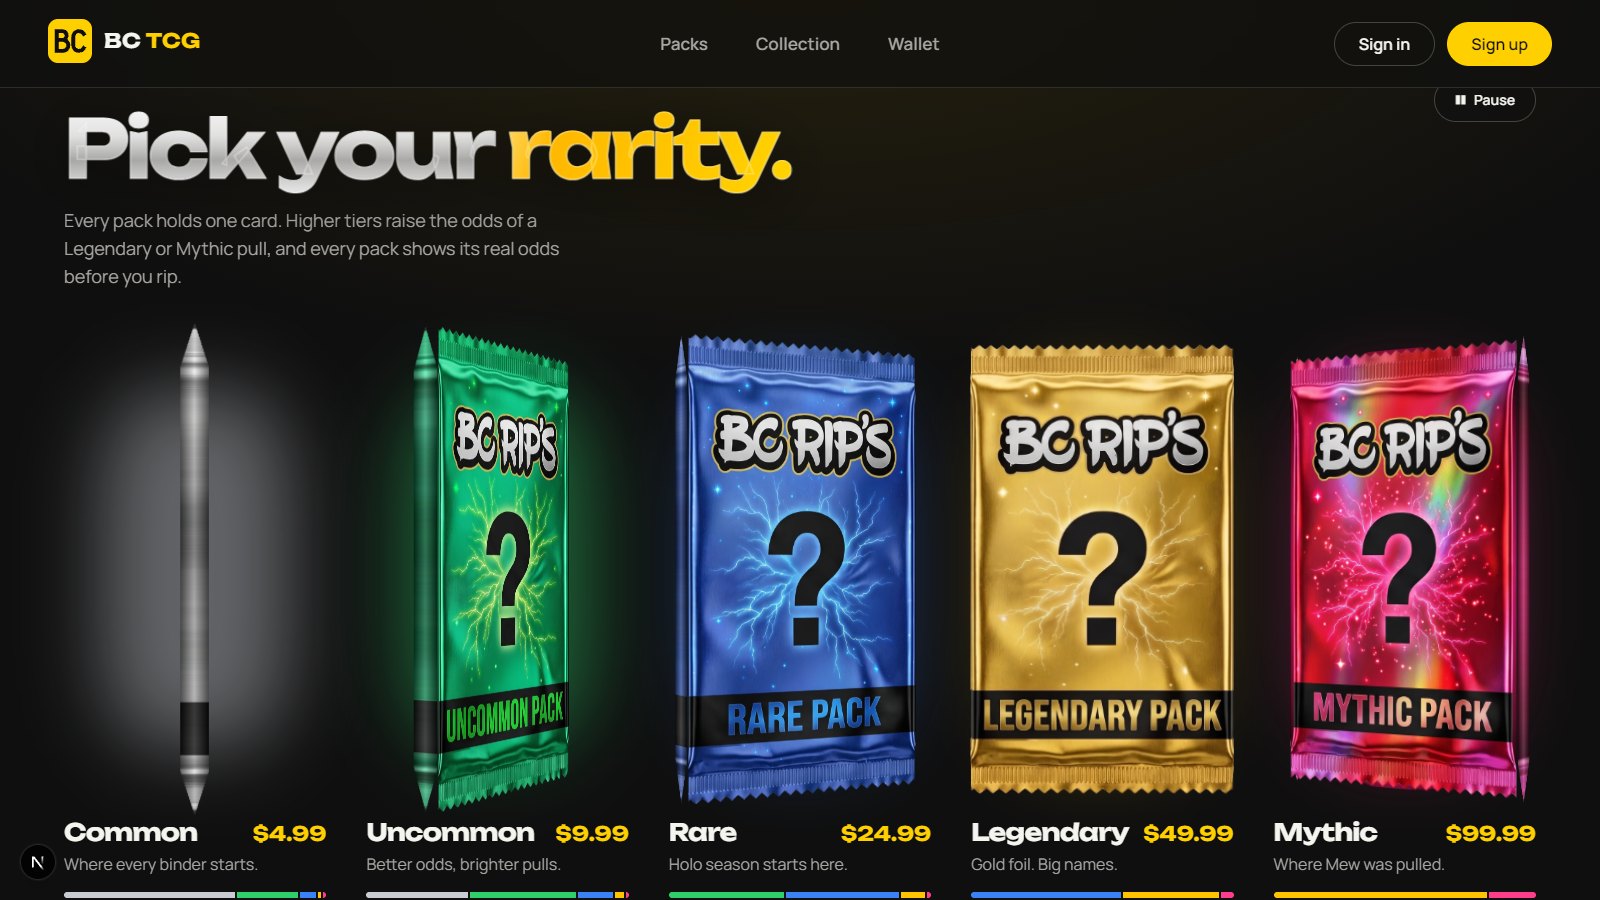 BC BC TCG
Packs Collection Wallet
Sign in Sign up
Pause
Pick your rarity.
Every pack holds one card. Higher tiers raise the odds of a
Legendary or Mythic pull, and every pack shows its real odds
before you rip.
BC RIP'S
?
UNCOMMON PACK
BC RIP'S
?
RARE PACK
BC RIP'S
?
LEGENDARY PACK
BC RIP'S
?
MYTHIC PACK
Common $4.99
Where every binder starts.
Uncommon $9.99
Better odds, brighter pulls.
Rare $24.99
Holo season starts here.
Legendary $49.99
Gold foil. Big names.
Mythic $99.99
Where Mew was pulled.
N